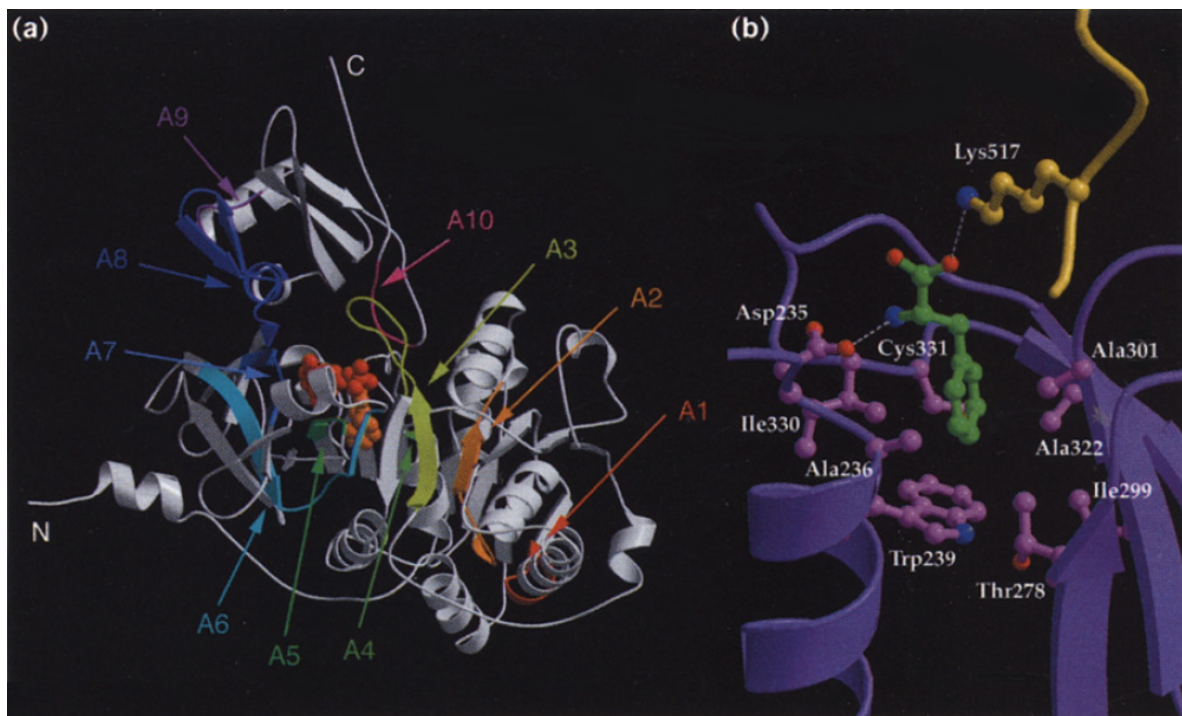 (a)
C
A9
A10
A3
A8
A2
A7
A1
N
A6
A5
A4
(b)
Lys517
Asp235
Cys331
Ala301
Ile330
Ala322
Ala236
Ile299
Trp239
Thr278